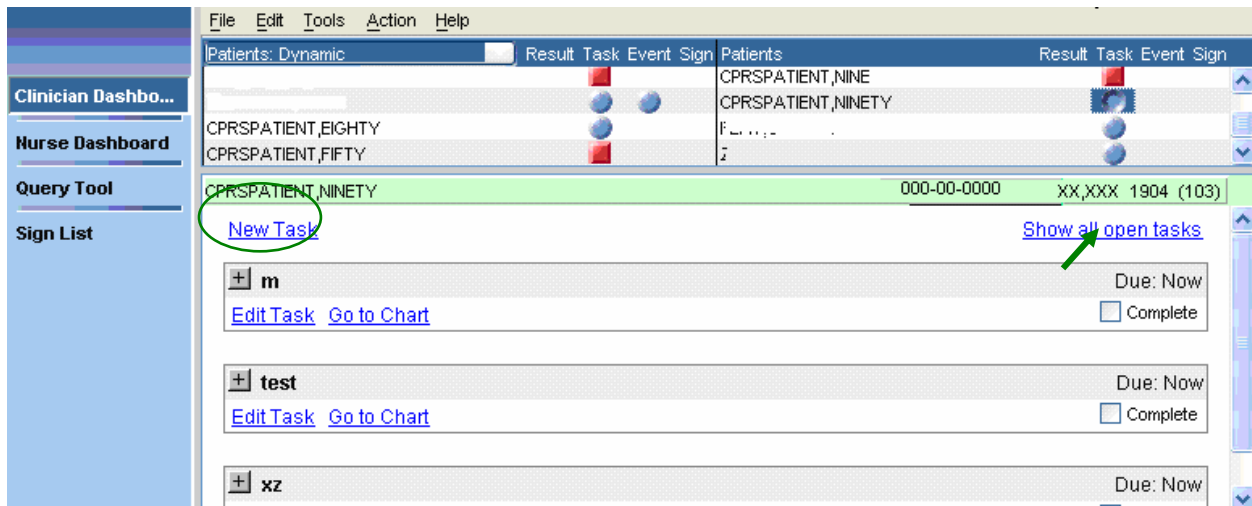 File Edit Tools Action Help
Patients: Dynamic Result Task Event Sign Patients Result Task Event Sign
CPRSPATIENT,NINE
CPRSPATIENT,NINETY
CPRSPATIENT,EIGHTY
CPRSPATIENT,FIFTY
Clinician Dashbo...
Nurse Dashboard
Query Tool
Sign List
CPRSPATIENT,NINETY 000-00-0000 XX,XXX 1904 (103)
New Task Show all open tasks
+ m Due: Now
Edit Task Go to Chart Complete
+ test Due: Now
Edit Task Go to Chart Complete
+ xz Due: Now